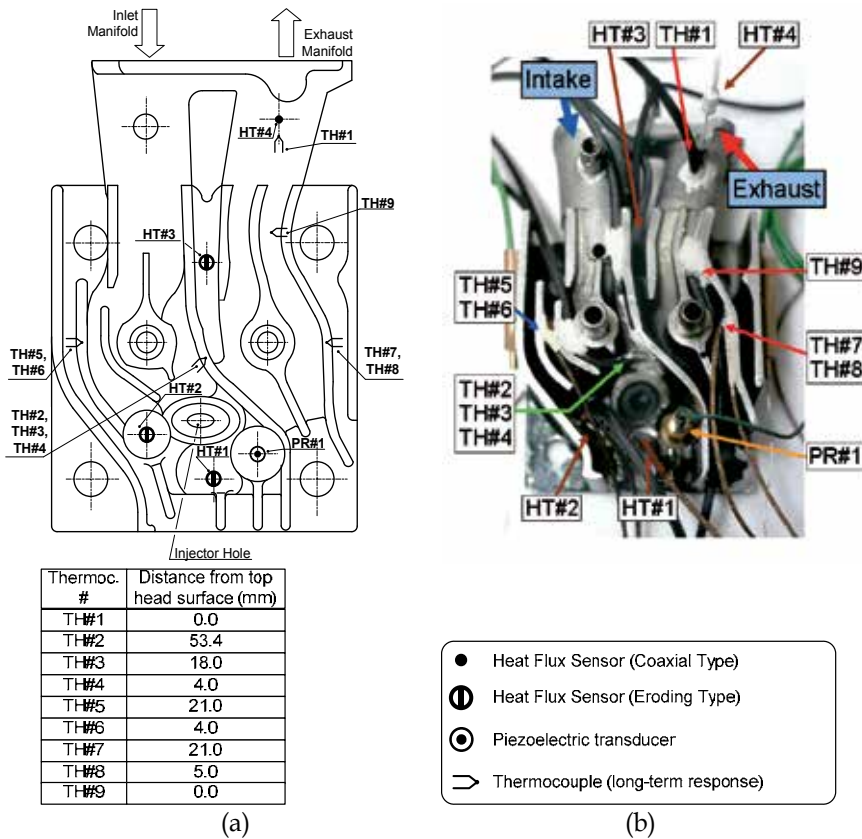 Inlet
Manifold
Exhaust
Manifold
HT#4
TH#1
TH#9
HT#3
TH#5,
TH#6
TH#7,
TH#8
HT#2
TH#2,
TH#3,
TH#4
HT#1
PR#1
Injector Hole
Thermoc. # Distance from top head surface (mm)
TH#1 0.0
TH#2 53.4
TH#3 18.0
TH#4 4.0
TH#5 21.0
TH#6 4.0
TH#7 21.0
TH#8 5.0
TH#9 0.0
(a)
HT#3 TH#1 HT#4
Intake
Exhaust
TH#9
TH#5
TH#6
TH#7
TH#8
TH#2
TH#3
TH#4
PR#1
HT#2 HT#1
Heat Flux Sensor (Coaxial Type)
Heat Flux Sensor (Eroding Type)
Piezoelectric transducer
Thermocouple (long-term response)
(b)